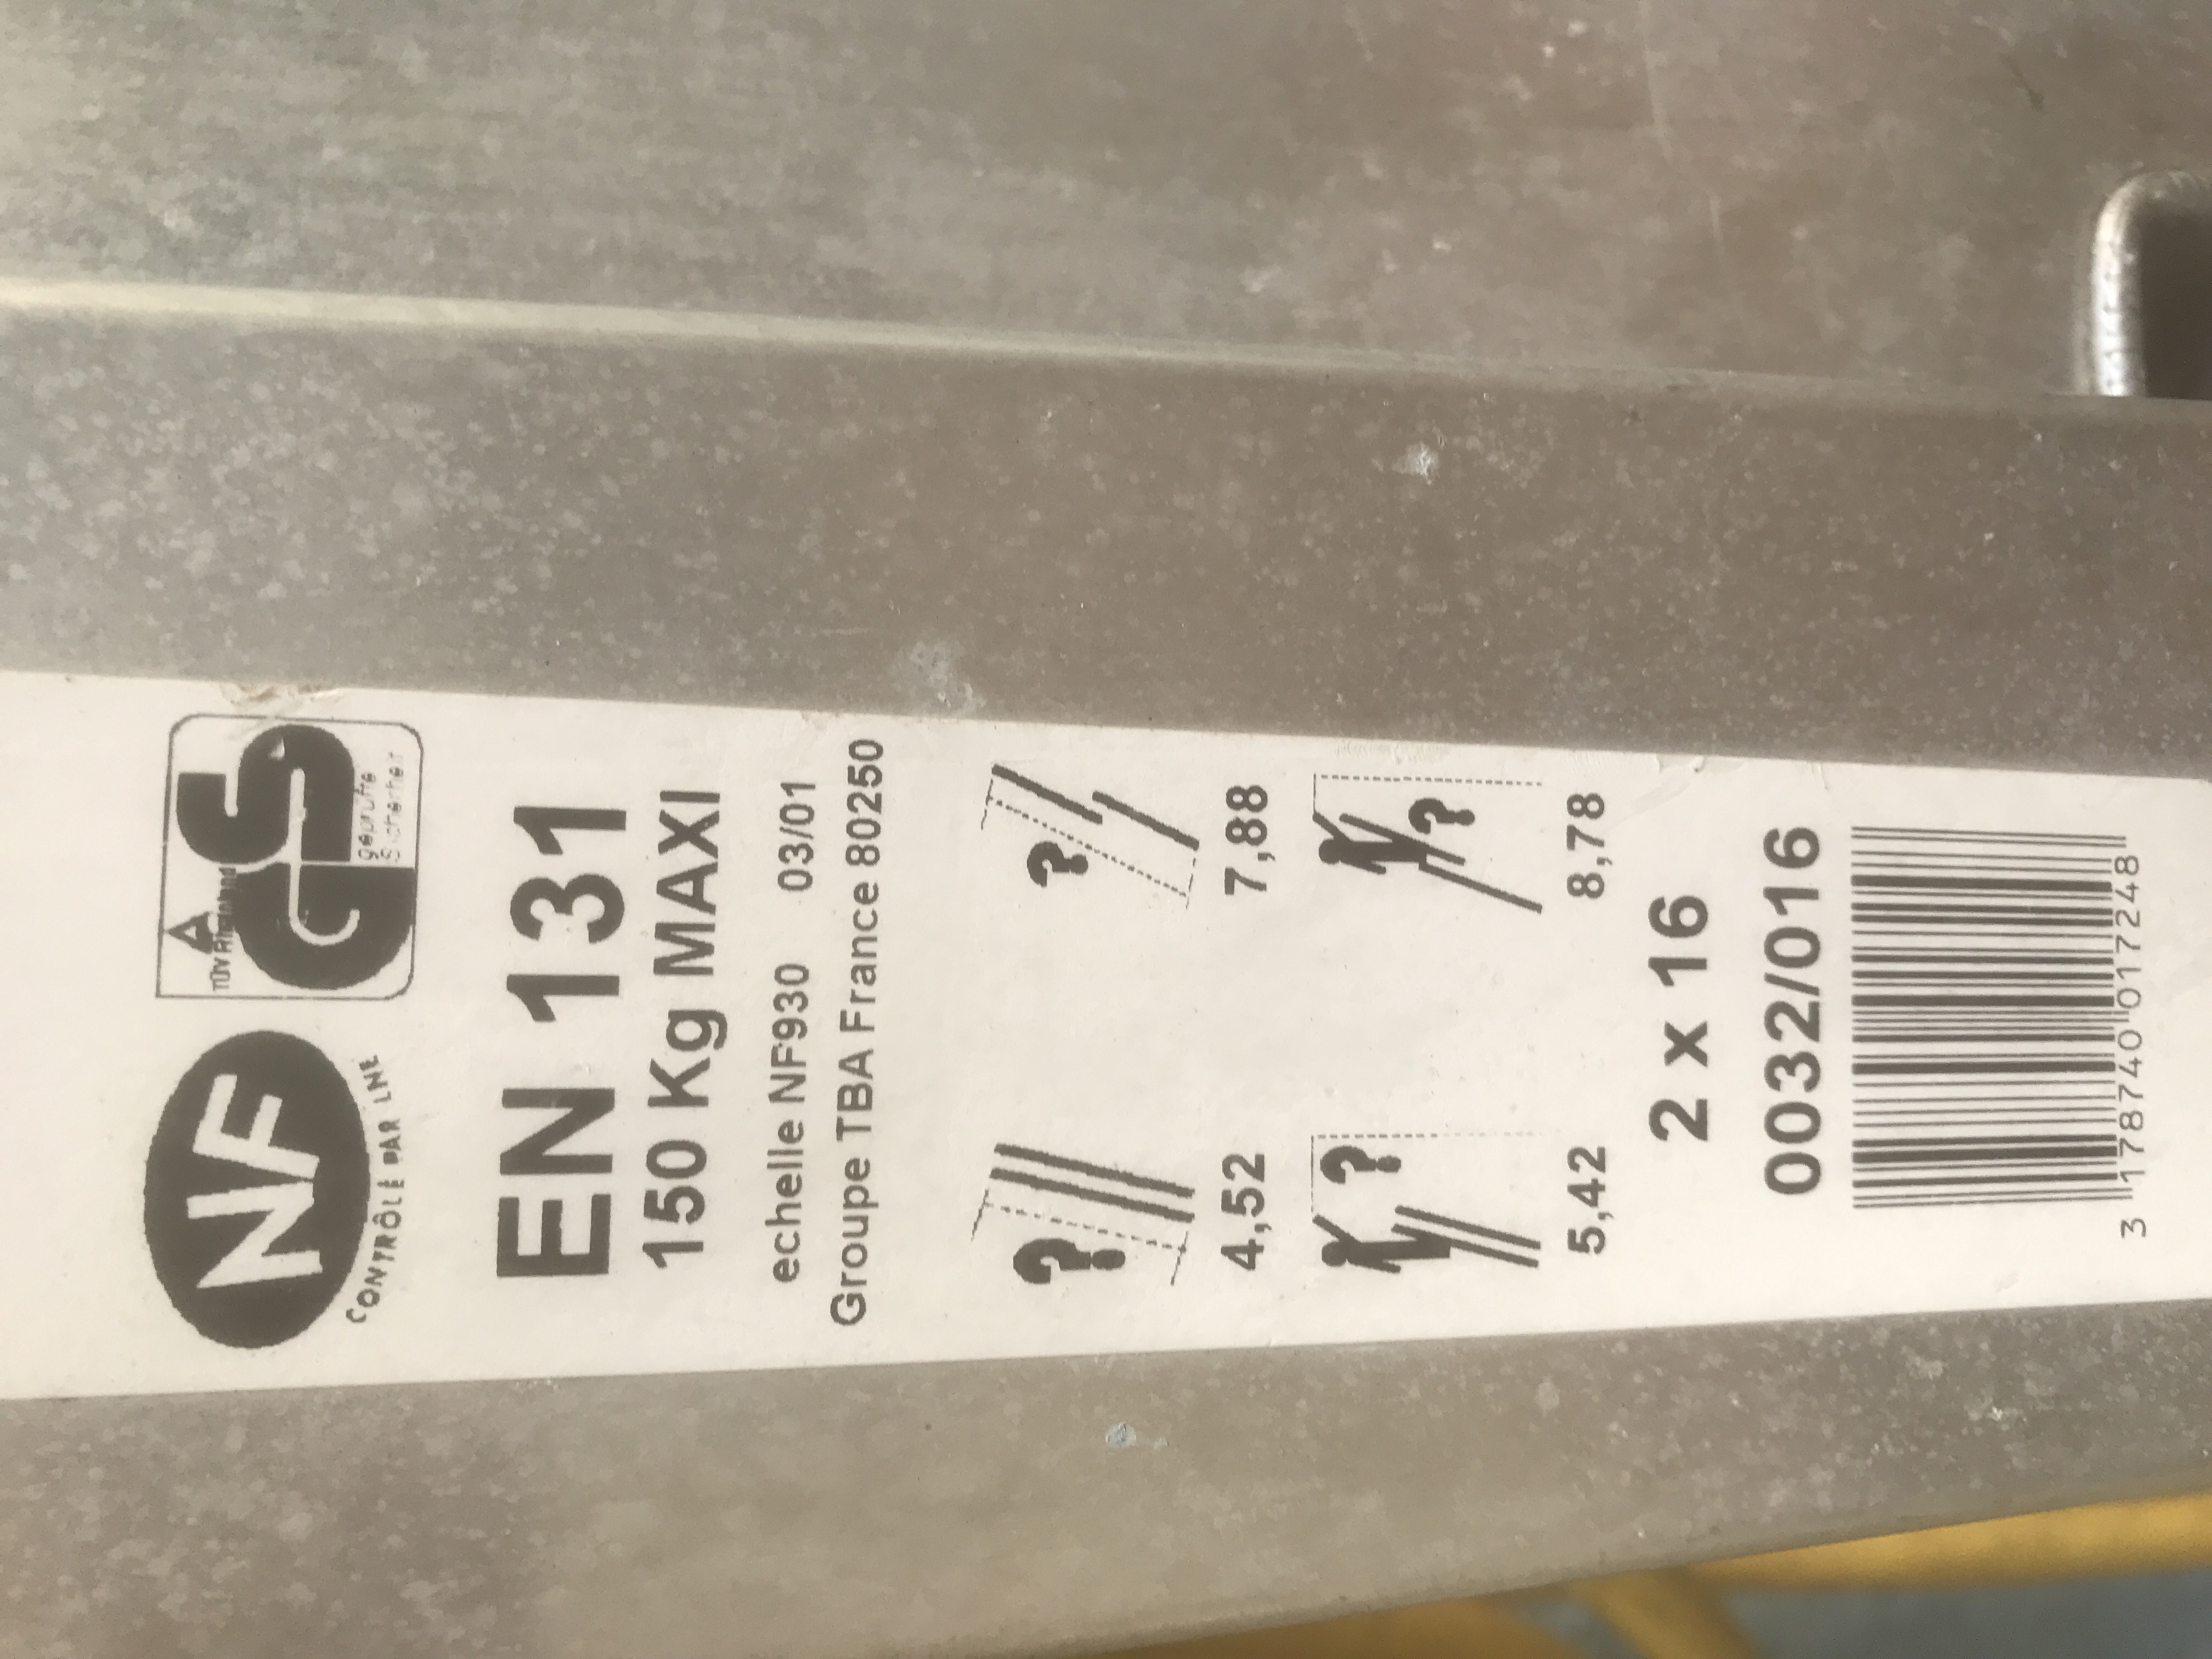 NF
CONTRÔLÉ PAR LNE
TÜV Rheinland
GS
geprüfte
Sicherheit
EN 131
150 Kg MAXI
echelle NF930 03/01
Groupe TBA France 80250
? ?
4,52 7,88
? ?
5,42 8,78
2 x 16
0032/016
3 178740 017248